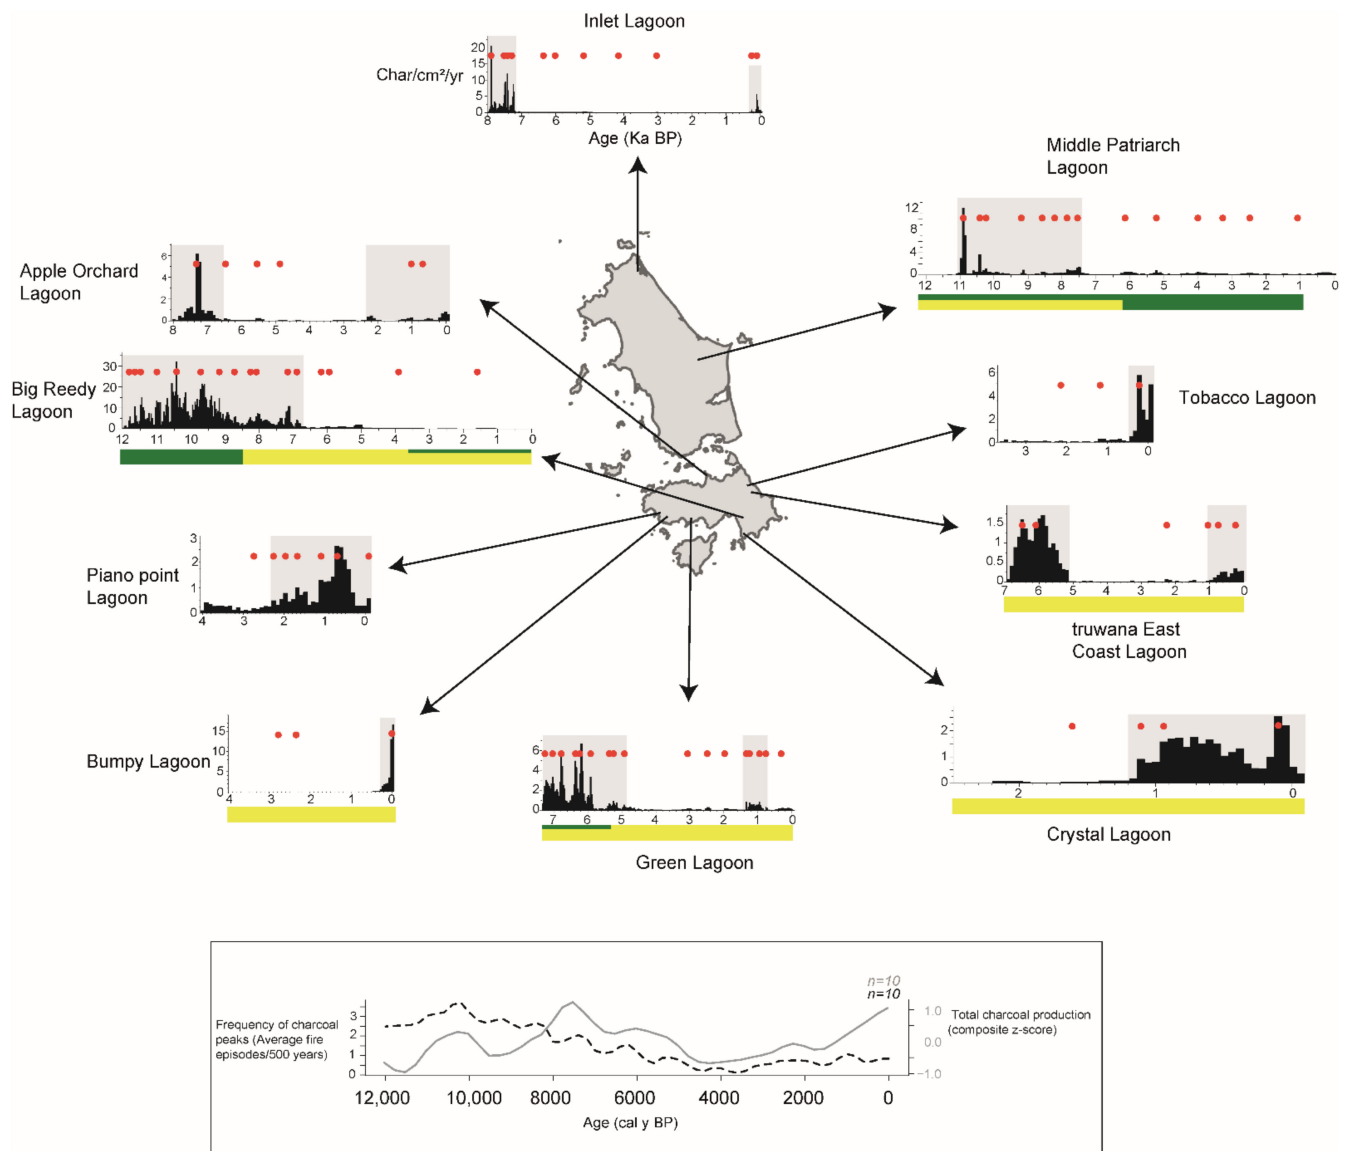 Inlet Lagoon
Char/cm²/yr
20
15
10
5
0
8 7 6 5 4 3 2 1 0
Age (Ka BP)
Middle Patriarch
Lagoon
12
8
4
0
12 11 10 9 8 7 6 5 4 3 2 1 0
Apple Orchard
Lagoon
6
4
2
0
8 7 6 5 4 3 2 1 0
Big Reedy
Lagoon
30
20
10
0
12 11 10 9 8 7 6 5 4 3 2 1 0
Tobacco Lagoon
6
4
2
0
3 2 1 0
Piano point
Lagoon
3
2
1
0
4 3 2 1 0
1.5
1
0.5
0
7 6 5 4 3 2 1 0
truwana East
Coast Lagoon
Bumpy Lagoon
15
10
5
0
4 3 2 1 0
6
4
2
0
7 6 5 4 3 2 1 0
Green Lagoon
2
1
0
2 1 0
Crystal Lagoon
n=10
n=10
Frequency of charcoal
peaks (Average fire
episodes/500 years)
3
2
1
0
1.0
0.0
−1.0
Total charcoal production
(composite z-score)
12,000 10,000 8000 6000 4000 2000 0
Age (cal y BP)